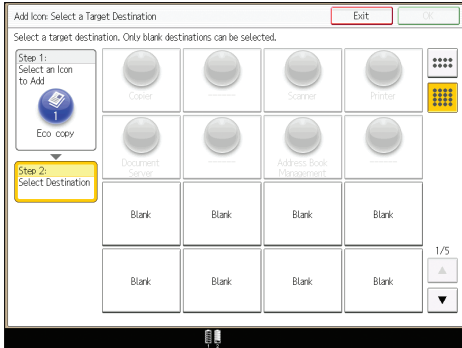 Add Icon: Select a Target Destination
Exit
OK
Select a target destination. Only blank destinations can be selected.
Step 1:
Select an Icon
to Add
1
Eco copy
Step 2:
Select Destination
Copier
--------
Scanner
Printer
Document
Server
--------
Address Book
Management
--------
Blank
Blank
Blank
Blank
1/5
Blank
Blank
Blank
Blank
1 2